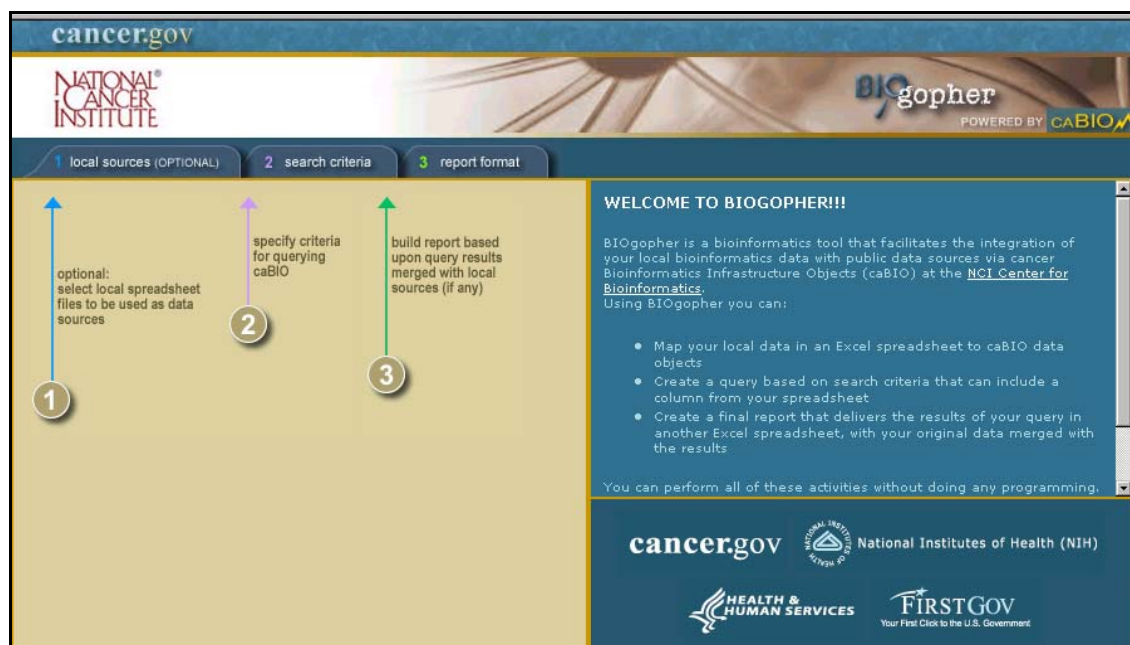 cancer.gov
NATIONAL®
CANCER
INSTITUTE
BIOgopher
POWERED BY CABIO
1 local sources (OPTIONAL)
2 search criteria
3 report format
optional:
select local spreadsheet
files to be used as data
sources
1
specify criteria
for querying
caBIO
2
build report based
upon query results
merged with local
sources (if any)
3
WELCOME TO BIOGOPHER!!!
BIOgopher is a bioinformatics tool that facilitates the integration of
your local bioinformatics data with public data sources via cancer
Bioinformatics Infrastructure Objects (caBIO) at the NCI Center for
Bioinformatics.
Using BIOgopher you can:
● Map your local data in an Excel spreadsheet to caBIO data
objects
● Create a query based on search criteria that can include a
column from your spreadsheet
● Create a final report that delivers the results of your query in
another Excel spreadsheet, with your original data merged with
the results
You can perform all of these activities without doing any programming.
cancer.gov
NATIONAL INSTITUTES OF HEALTH
National Institutes of Health (NIH)
HEALTH &
HUMAN SERVICES
FIRSTGOV
Your First Click to the U.S. Government